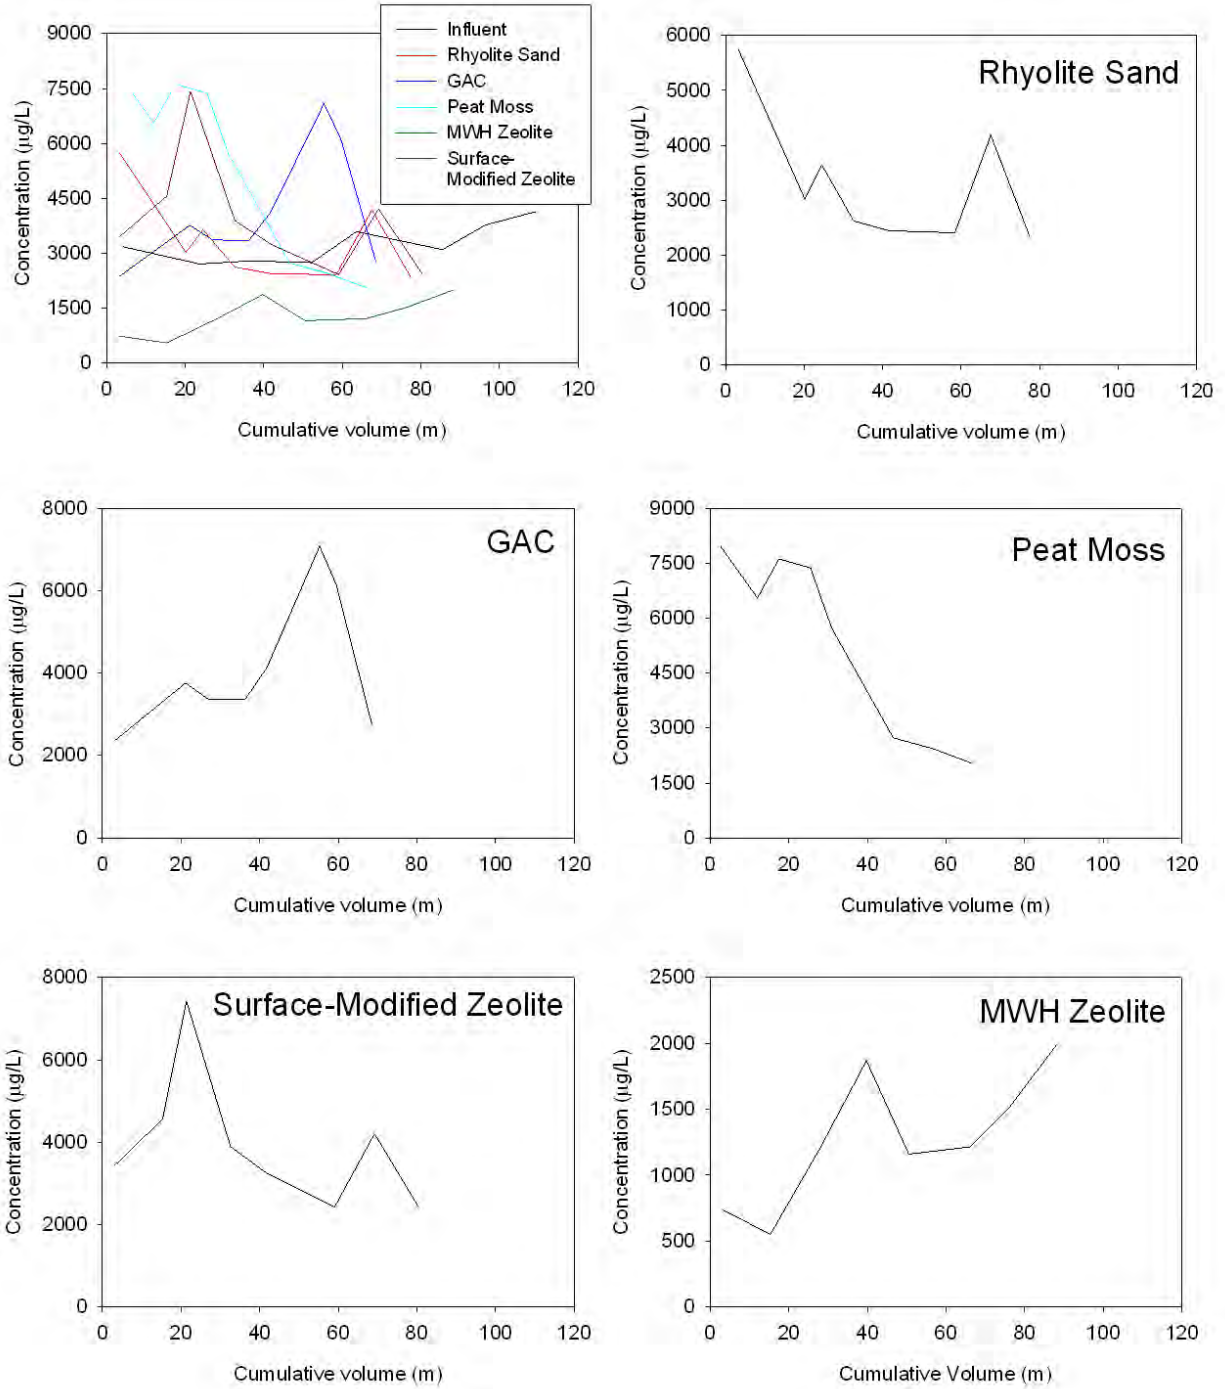 9000
7500
6000
4500
3000
1500
0
Concentration (µg/L)
Influent
Rhyolite Sand
GAC
Peat Moss
MWH Zeolite
Surface-
Modified Zeolite
0 20 40 60 80 100 120
Cumulative volume (m)
Rhyolite Sand
6000
5000
4000
3000
2000
1000
0
Concentration (µg/L)
0 20 40 60 80 100 120
Cumulative volume (m)
GAC
8000
6000
4000
2000
0
Concentration (µg/L)
0 20 40 60 80 100 120
Cumulative volume (m)
Peat Moss
9000
7500
6000
4500
3000
1500
0
Concentration (µg/L)
0 20 40 60 80 100 120
Cumulative volume (m)
Surface-Modified Zeolite
8000
6000
4000
2000
0
Concentration (µg/L)
0 20 40 60 80 100 120
Cumulative volume (m)
MWH Zeolite
2500
2000
1500
1000
500
0
Concentration (µg/L)
0 20 40 60 80 100 120
Cumulative Volume (m)